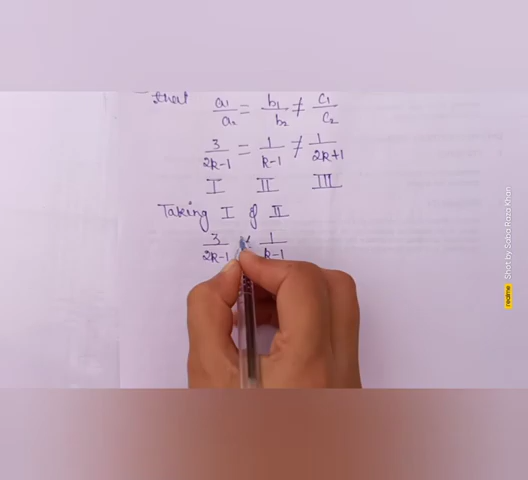 that a1/a2 = b1/b2 ≠ c1/c2
3/2k-1 = 1/k-1 ≠ 1/2k+1
I II III
Taking I & II
3/2k-1 1/k-1
realme Shot by Saba Raza Khan